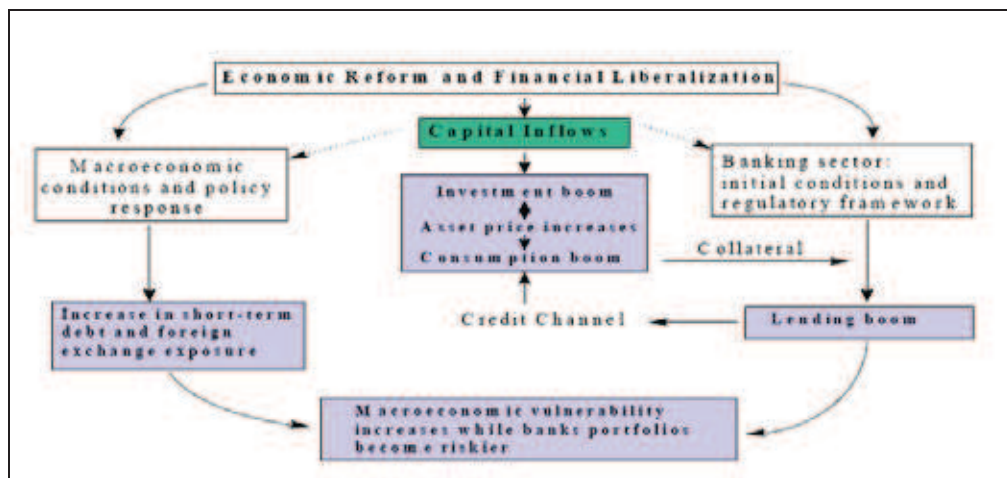 Economic Reform and Financial Liberalization
Capital Inflows
Macroeconomic
conditions and policy
response
Investment boom
Asset price increases
Consumption boom
Banking sector:
initial conditions and
regulatory framework
Collateral
Increase in short-term
debt and foreign
exchange exposure
Credit Channel
Lending boom
Macroeconomic vulnerability
increases while banks portfolios
become riskier